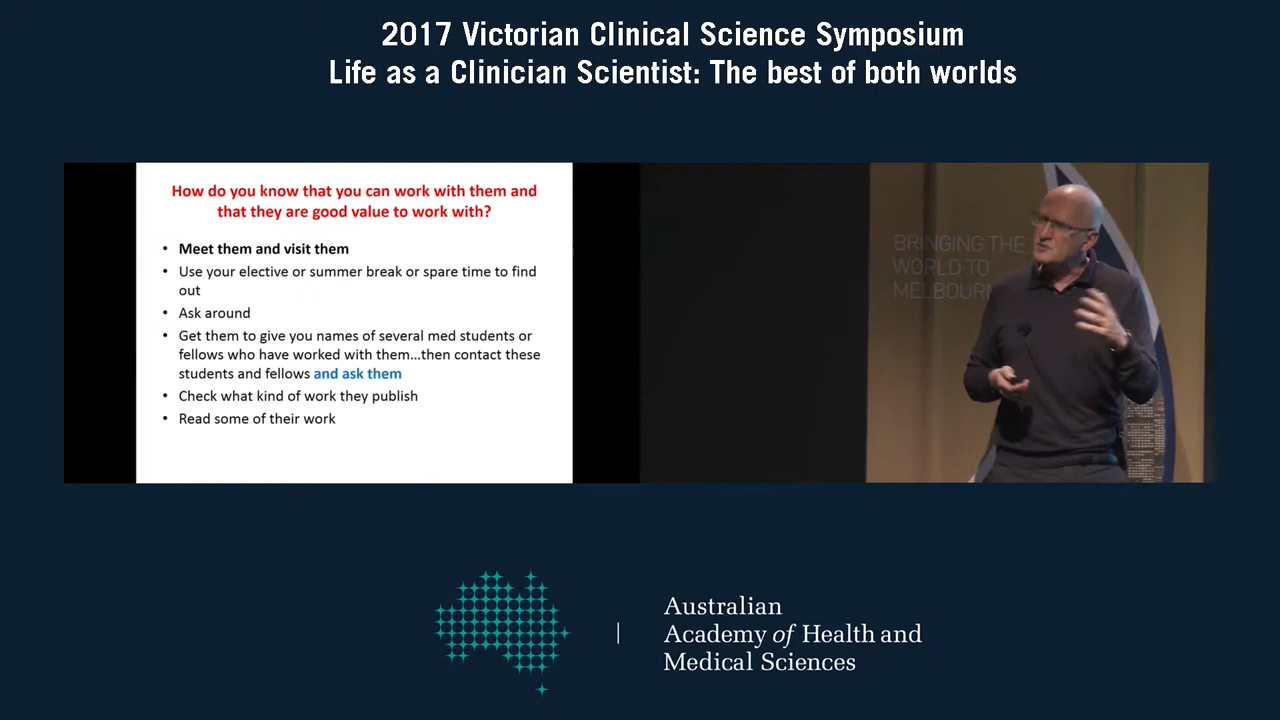 2017 Victorian Clinical Science Symposium
Life as a Clinician Scientist: The best of both worlds
How do you know that you can work with them and
that they are good value to work with?
• Meet them and visit them
• Use your elective or summer break or spare time to find
out
• Ask around
• Get them to give you names of several med students or
fellows who have worked with them...then contact these
students and fellows and ask them
• Check what kind of work they publish
• Read some of their work
BRINGING THE
WORLD TO
MELBOURN
Australian
Academy of Health and
Medical Sciences